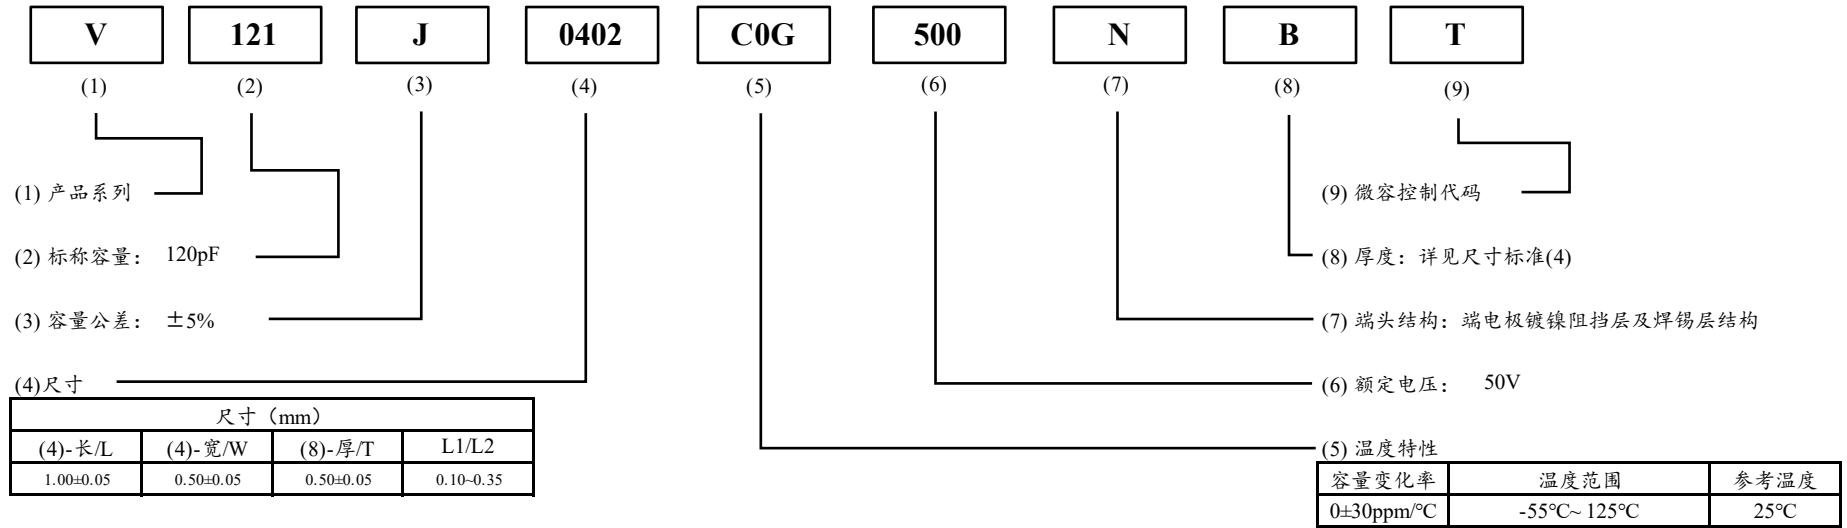 V 121 J 0402 C0G 500 N B T
(1) (2) (3) (4) (5) (6) (7) (8) (9)
(1) 产品系列
(2) 标称容量： 120pF
(3) 容量公差： ±5%
(4)尺寸
尺寸（mm）
(4)-长/L (4)-宽/W (8)-厚/T L1/L2
1.00±0.05 0.50±0.05 0.50±0.05 0.10~0.35
(9) 微容控制代码
(8) 厚度：详见尺寸标准(4)
(7) 端头结构：端电极镀镍阻挡层及焊锡层结构
(6) 额定电压： 50V
(5) 温度特性
容量变化率 温度范围 参考温度
0±30ppm/℃ -55℃~ 125℃ 25℃